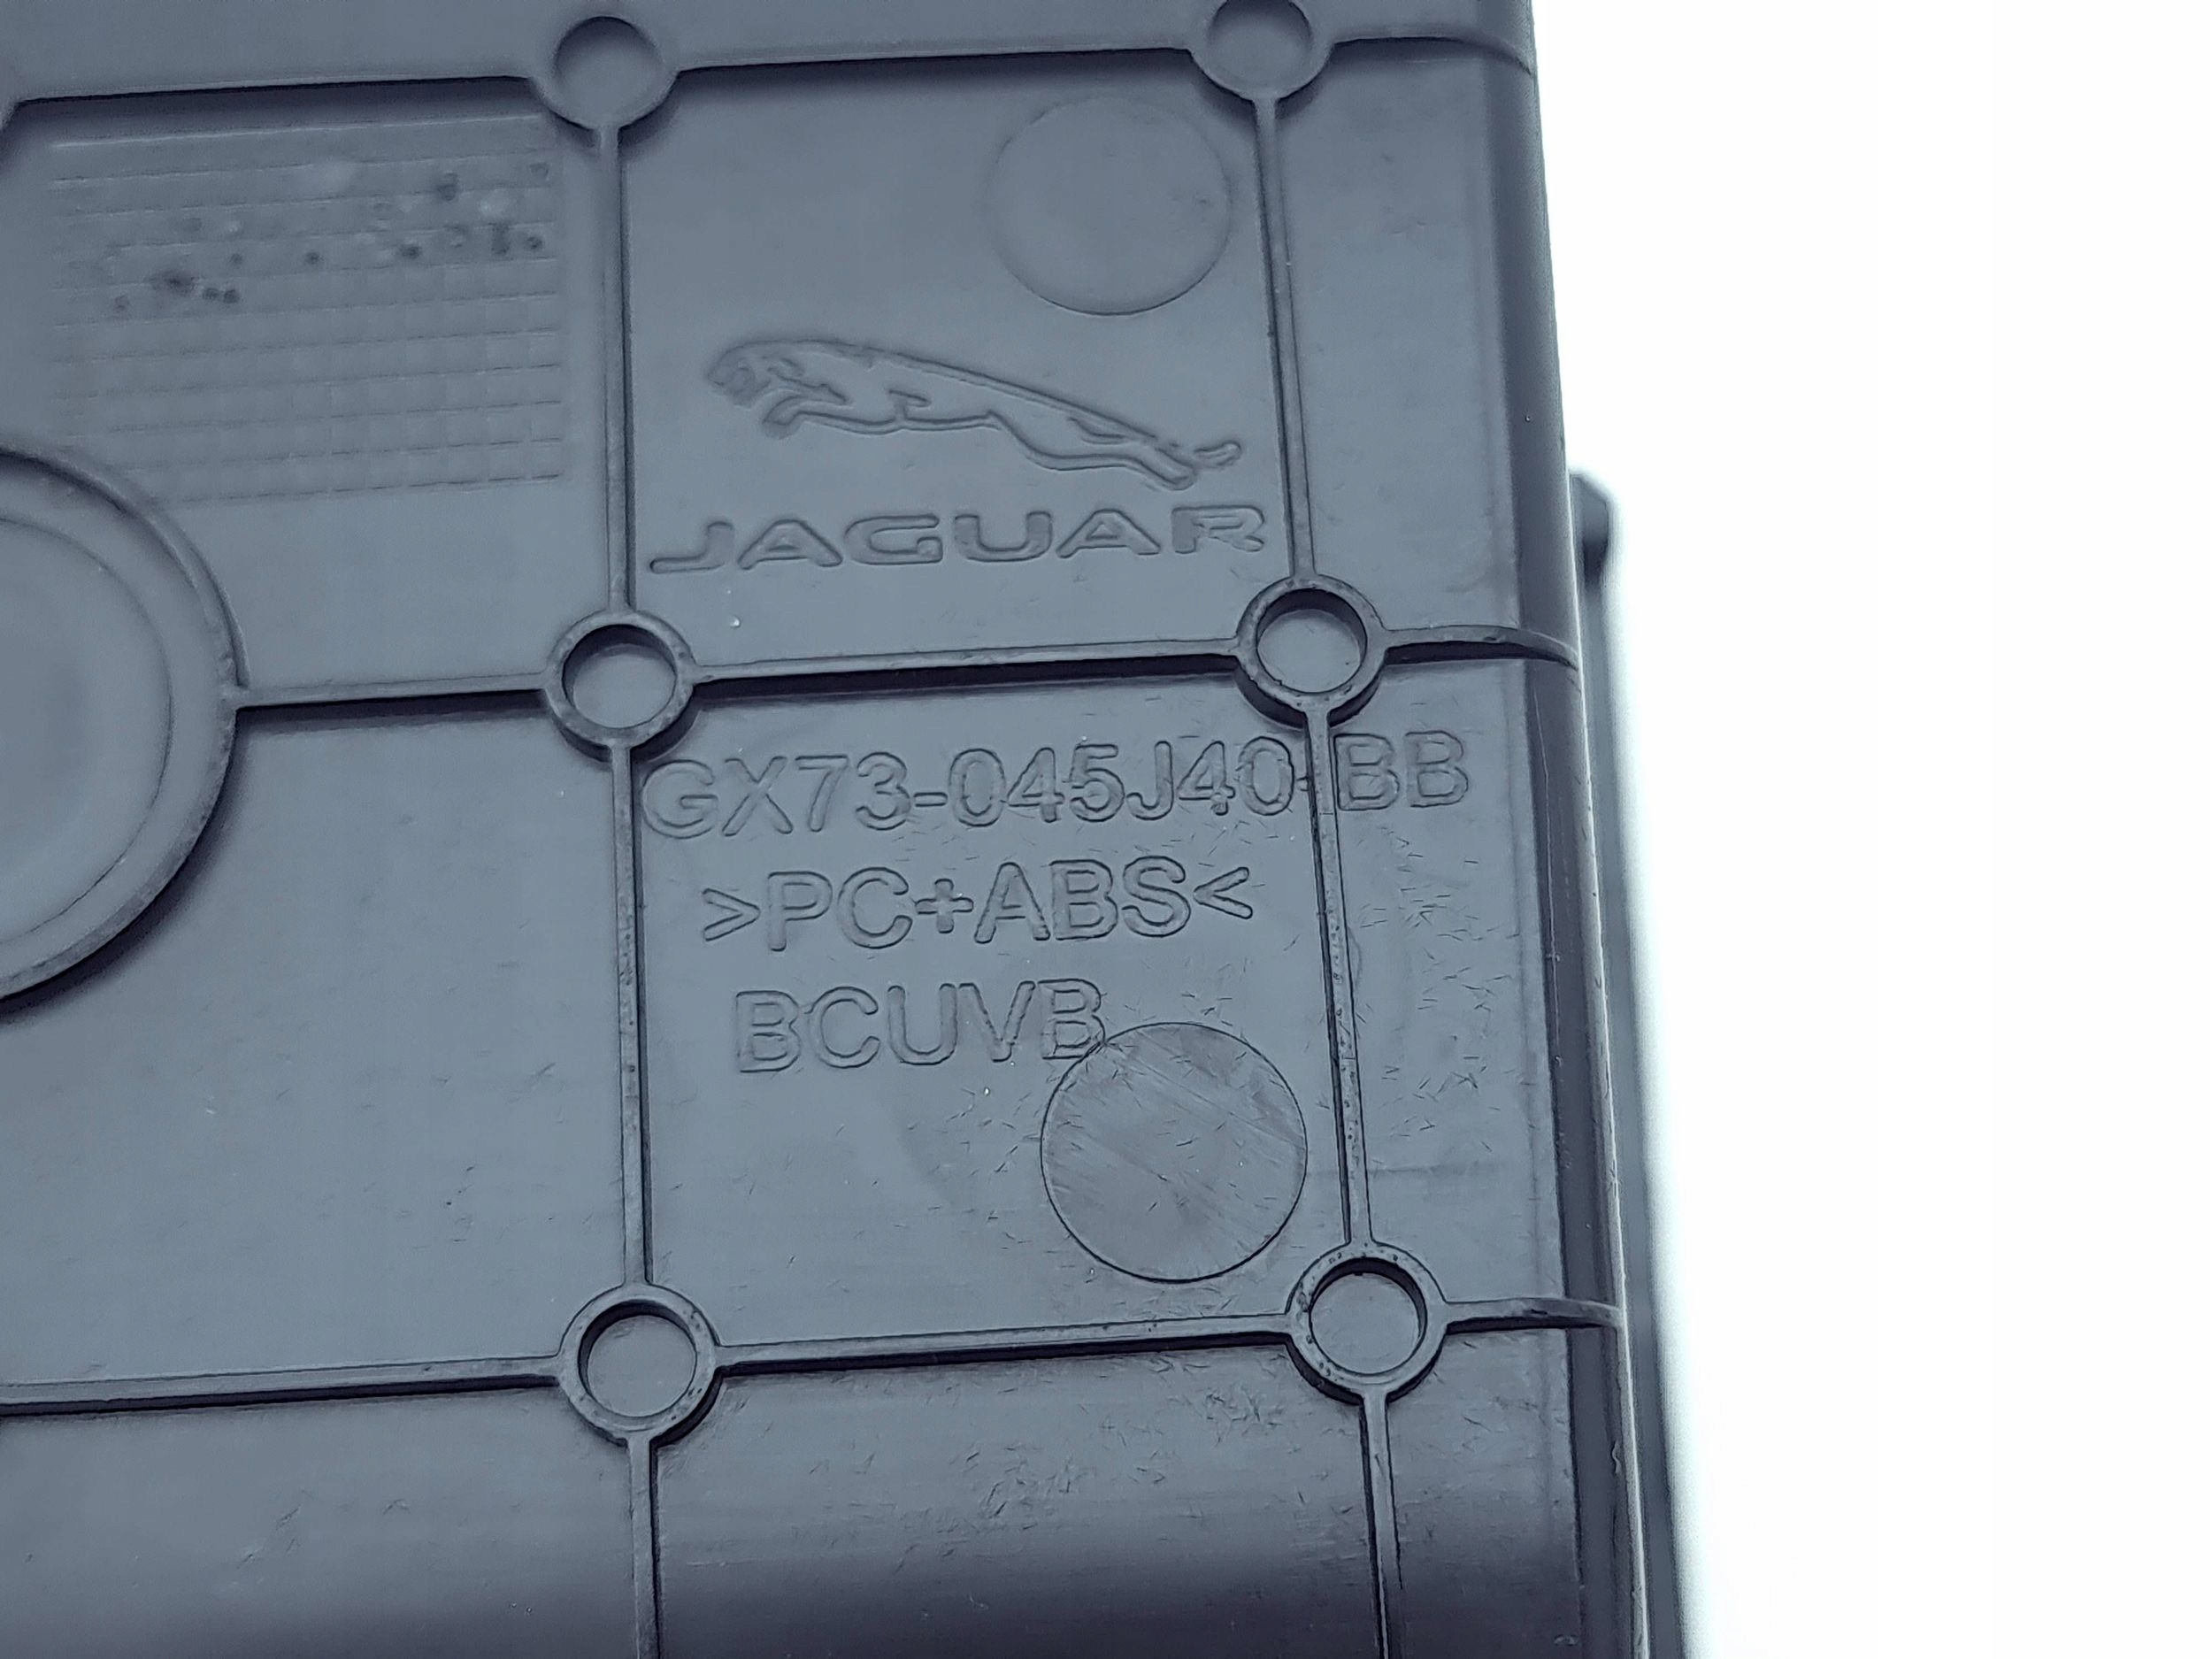 JAGUAR
GX73-045J40-BB
>PC+ABS<
BCUVB